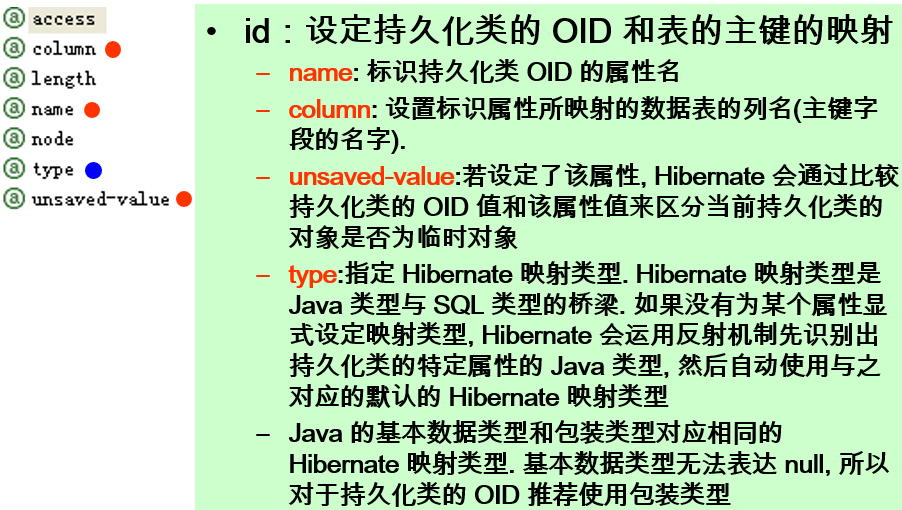 access
column
length
name
node
type
unsaved-value
• id：设定持久化类的 OID 和表的主键的映射
– name: 标识持久化类 OID 的属性名
– column: 设置标识属性所映射的数据表的列名(主键字
段的名字).
– unsaved-value:若设定了该属性, Hibernate 会通过比较
持久化类的 OID 值和该属性值来区分当前持久化类的
对象是否为临时对象
– type:指定 Hibernate 映射类型. Hibernate 映射类型是
Java 类型与 SQL 类型的桥梁. 如果没有为某个属性显
式设定映射类型, Hibernate 会运用反射机制先识别出
持久化类的特定属性的 Java 类型, 然后自动使用与之
对应的默认的 Hibernate 映射类型
– Java 的基本数据类型和包装类型对应相同的
Hibernate 映射类型. 基本数据类型无法表达 null, 所以
对于持久化类的 OID 推荐使用包装类型